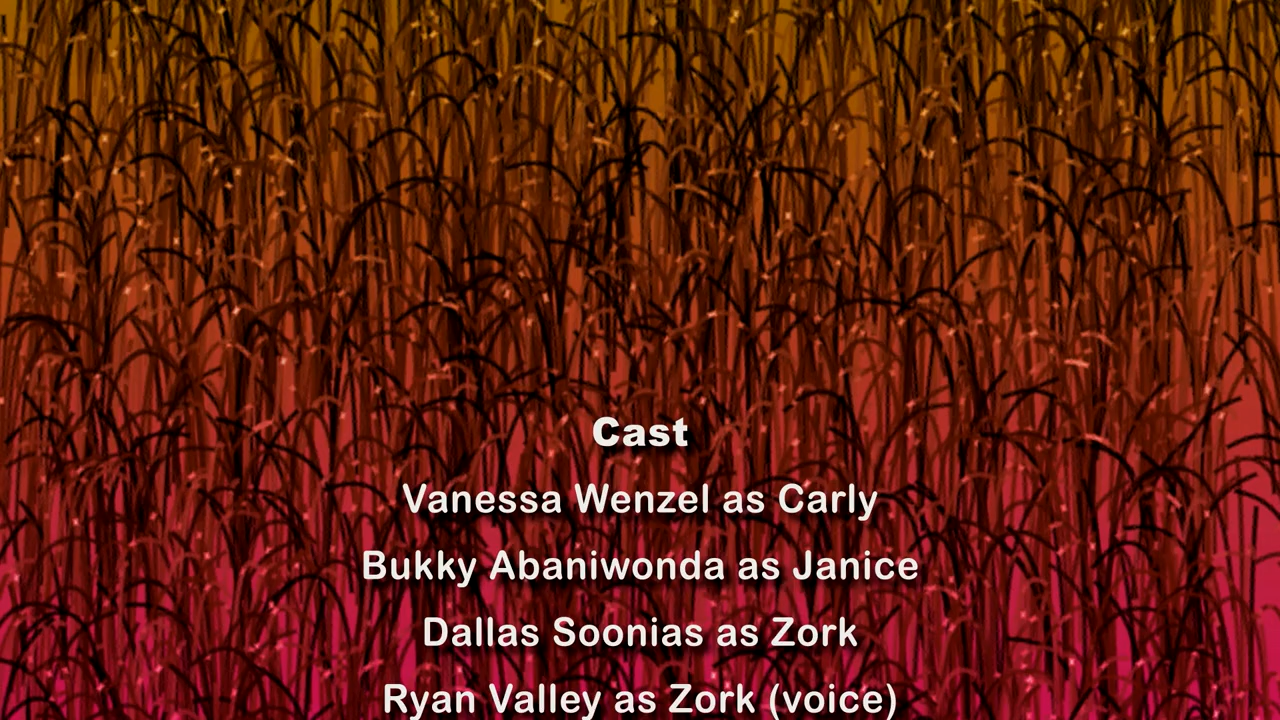 Cast
Vanessa Wenzel as Carly
Bukky Abaniwonda as Janice
Dallas Soonias as Zork
Ryan Valley as Zork (voice)